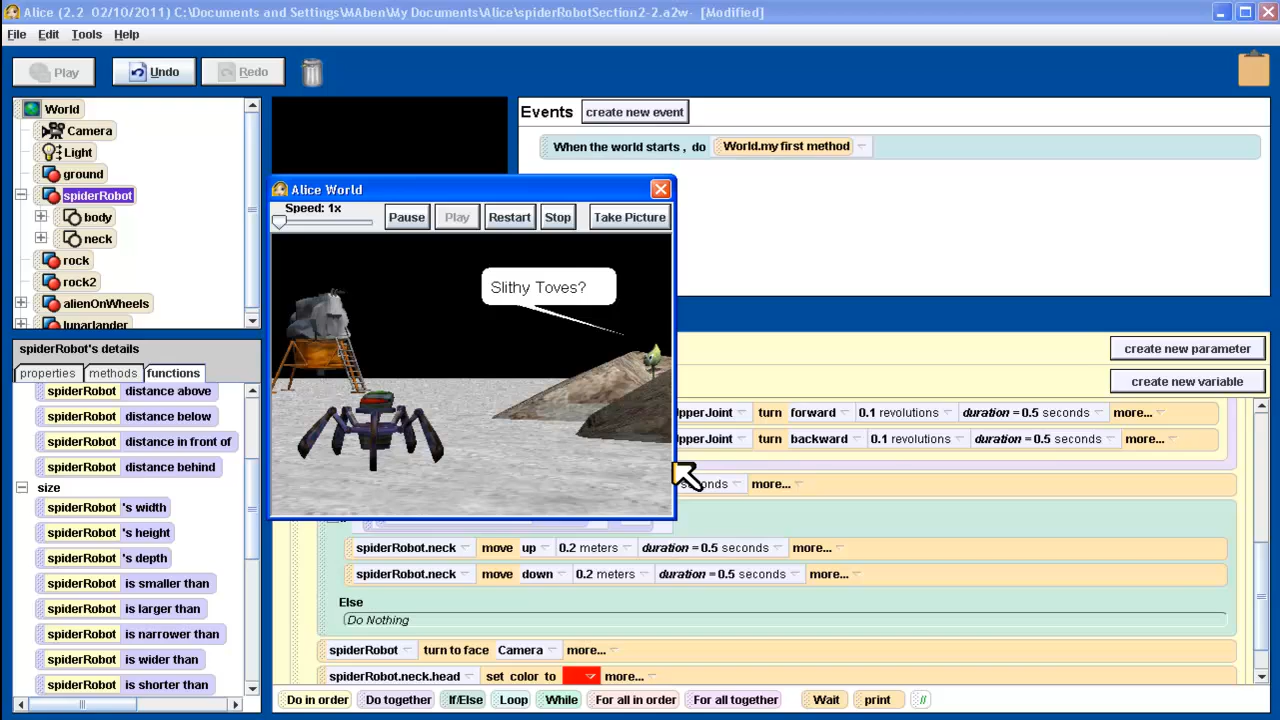 Alice (2.2 02/10/2011) C:\Documents and Settings\MAben\My Documents\Alice\spiderRobotSection2-2.a2w- [Modified]
File Edit Tools Help
Play Undo Redo
World
Camera
Light
ground
spiderRobot
body
neck
rock
rock2
alienOnWheels
lunarlander
Events create new event
When the world starts , do World.my first method
Alice World
Speed: 1x
Pause Play Restart Stop Take Picture
Slithy Toves?
spiderRobot's details
properties methods functions
spiderRobot distance above
spiderRobot distance below
spiderRobot distance in front of
spiderRobot distance behind
size
spiderRobot 's width
spiderRobot 's height
spiderRobot 's depth
spiderRobot is smaller than
spiderRobot is larger than
spiderRobot is narrower than
spiderRobot is wider than
spiderRobot is shorter than
create new parameter
create new variable
UpperJoint turn forward 0.1 revolutions duration = 0.5 seconds more...
UpperJoint turn backward 0.1 revolutions duration = 0.5 seconds more...
seconds more...
spiderRobot.neck move up 0.2 meters duration = 0.5 seconds more...
spiderRobot.neck move down 0.2 meters duration = 0.5 seconds more...
Else
Do Nothing
spiderRobot turn to face Camera more...
spiderRobot.neck.head set color to more...
Do in order Do together If/Else Loop While For all in order For all together Wait print //